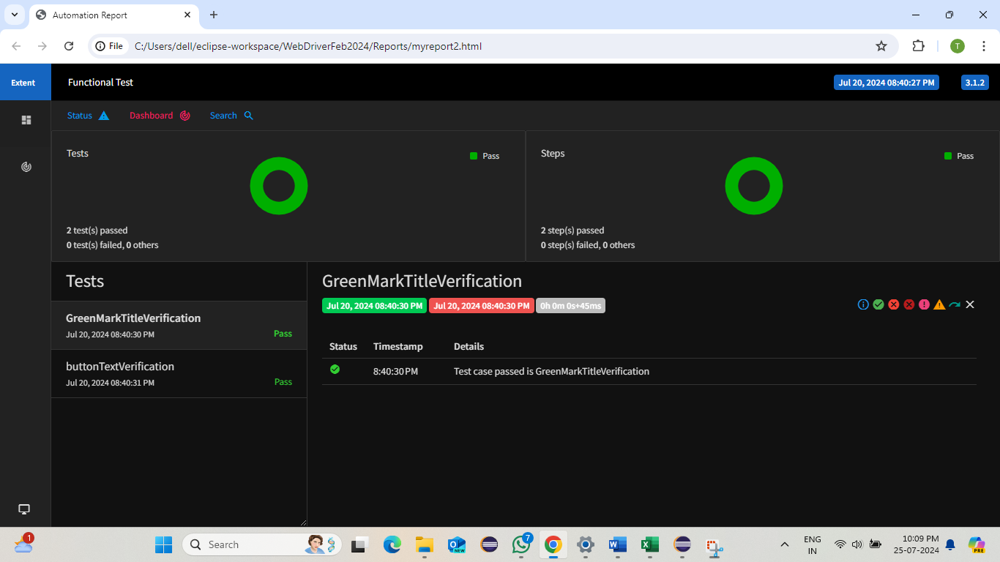 Automation Report
File
C:/Users/dell/eclipse-workspace/WebDriverFeb2024/Reports/myreport2.html
T
Extent
Functional Test
Jul 20, 2024 08:40:27 PM
3.1.2
Status
Dashboard
Search
Tests
Pass
2 test(s) passed
0 test(s) failed, 0 others
Steps
Pass
2 step(s) passed
0 step(s) failed, 0 others
Tests
GreenMarkTitleVerification
Jul 20, 2024 08:40:30 PM
Pass
buttonTextVerification
Jul 20, 2024 08:40:31 PM
Pass
GreenMarkTitleVerification
Jul 20, 2024 08:40:30 PM
Jul 20, 2024 08:40:30 PM
0h 0m 0s+45ms
Status Timestamp Details
8:40:30 PM Test case passed is GreenMarkTitleVerification
1
Search
NEW
7
W
X
ENG
IN
10:09 PM
25-07-2024
PRE